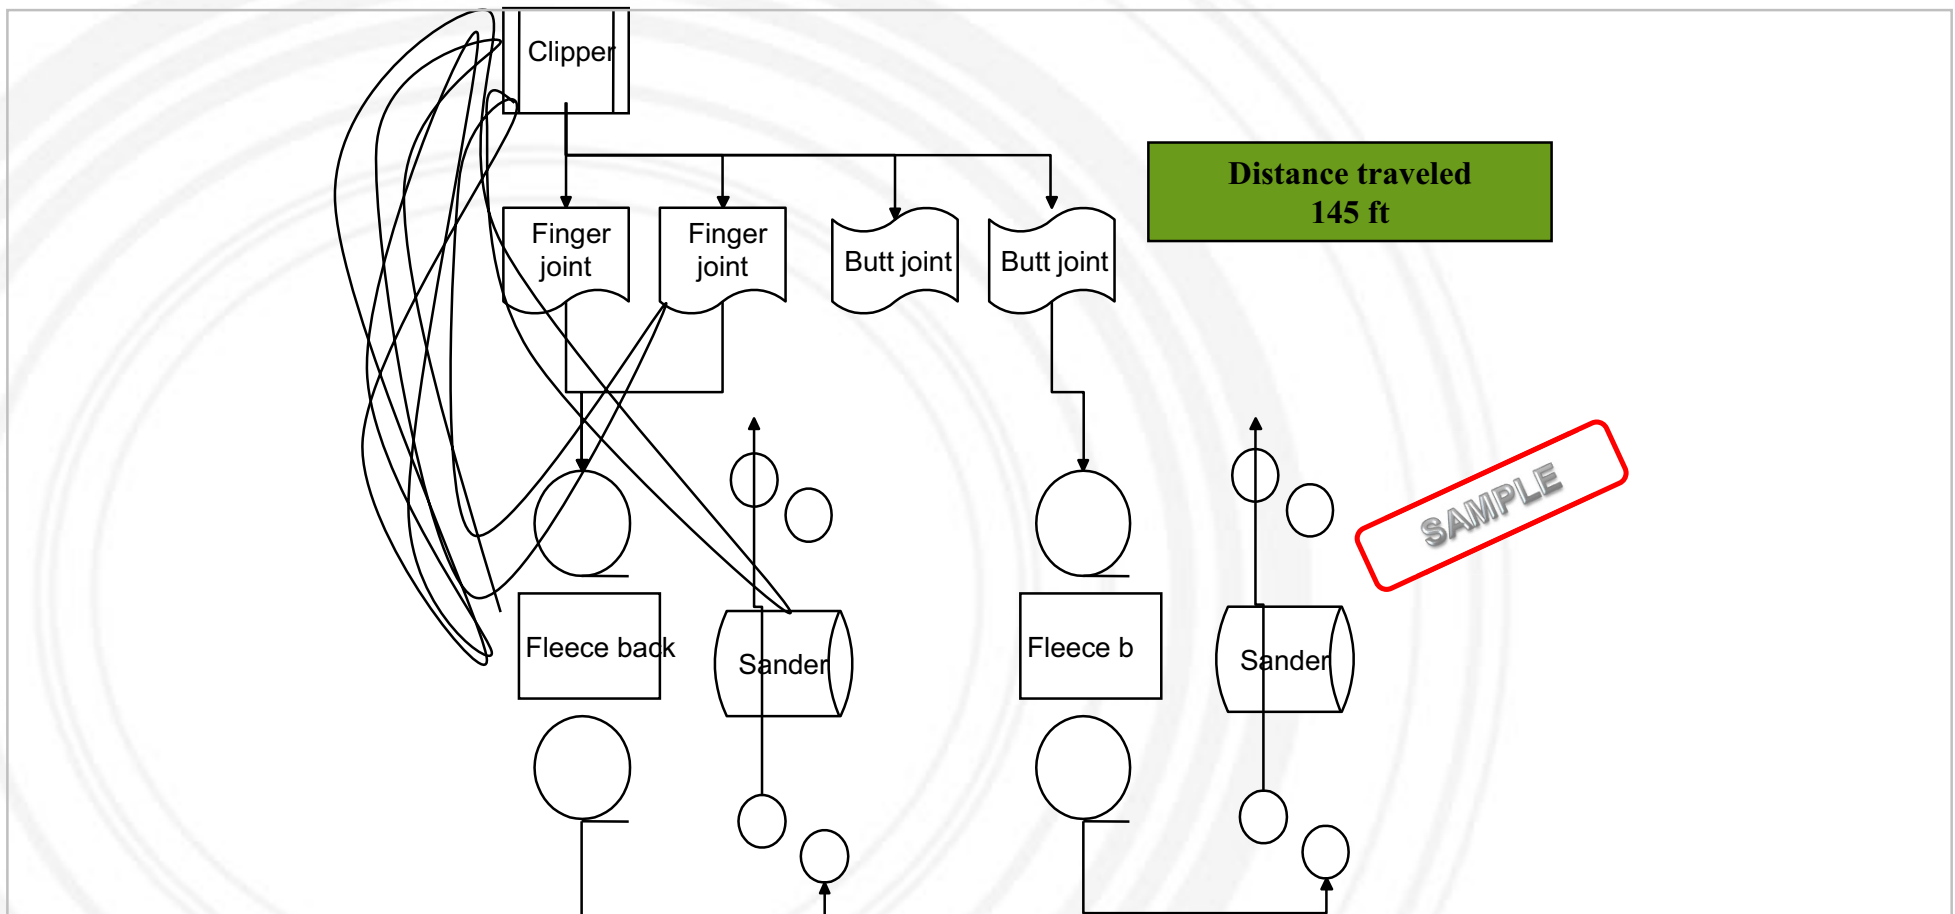 Clipper
Distance traveled
145 ft
Finger
joint
Finger
joint
Butt joint
Butt joint
SAMPLE
Fleece back
Sander
Fleece b
Sander